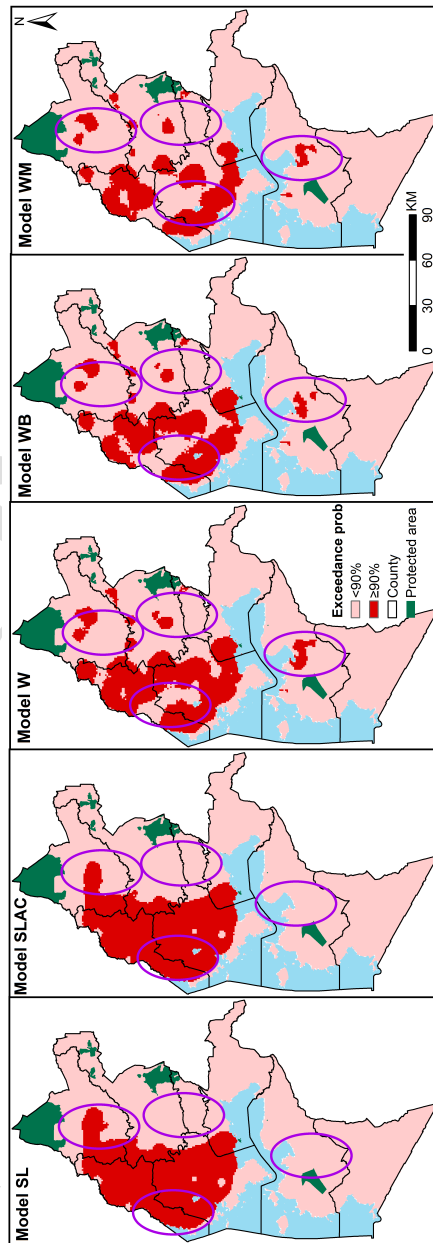 Model SL
Model SLAC
Model W
Exceedance prob
<90%
≥90%
County
Protected area
Model WB
Model WM
N
0 30 60 90
KM